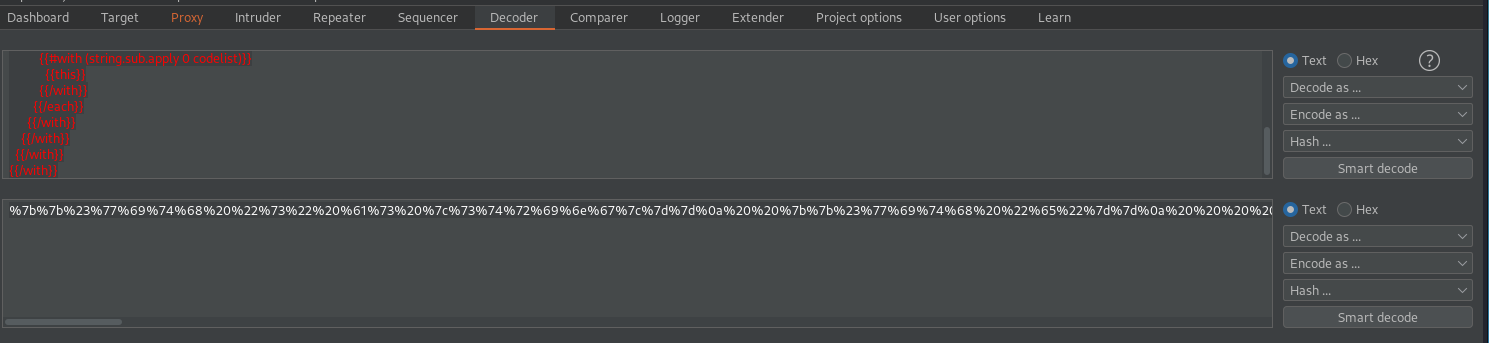 Dashboard Target Proxy Intruder Repeater Sequencer Decoder Comparer Logger Extender Project options User options Learn
{{#with (string.sub.apply 0 codelist)}}
{{this}}
{{/with}}
{{/each}}
{{/with}}
{{/with}}
{{/with}}
{{/with}}
Text Hex ?
Decode as ...
Encode as ...
Hash ...
Smart decode
%7b%7b%23%77%69%74%68%20%22%73%22%20%61%73%20%7c%73%74%72%69%6e%67%7c%7d%7d%0a%20%20%7b%7b%23%77%69%74%68%20%22%65%22%7d%7d%0a%20%20%20%20
Text Hex
Decode as ...
Encode as ...
Hash ...
Smart decode